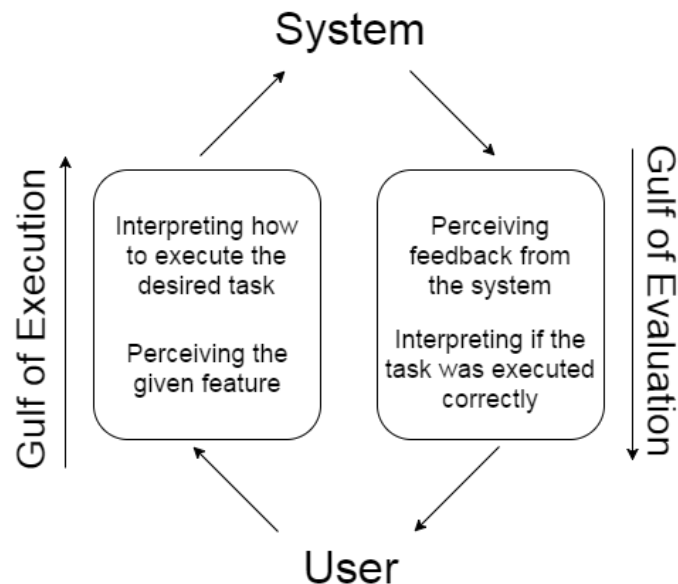 System
Gulf of Execution
Interpreting how
to execute the
desired task
Perceiving the
given feature
Perceiving
feedback from
the system
Interpreting if the
task was executed
correctly
Gulf of Evaluation
User